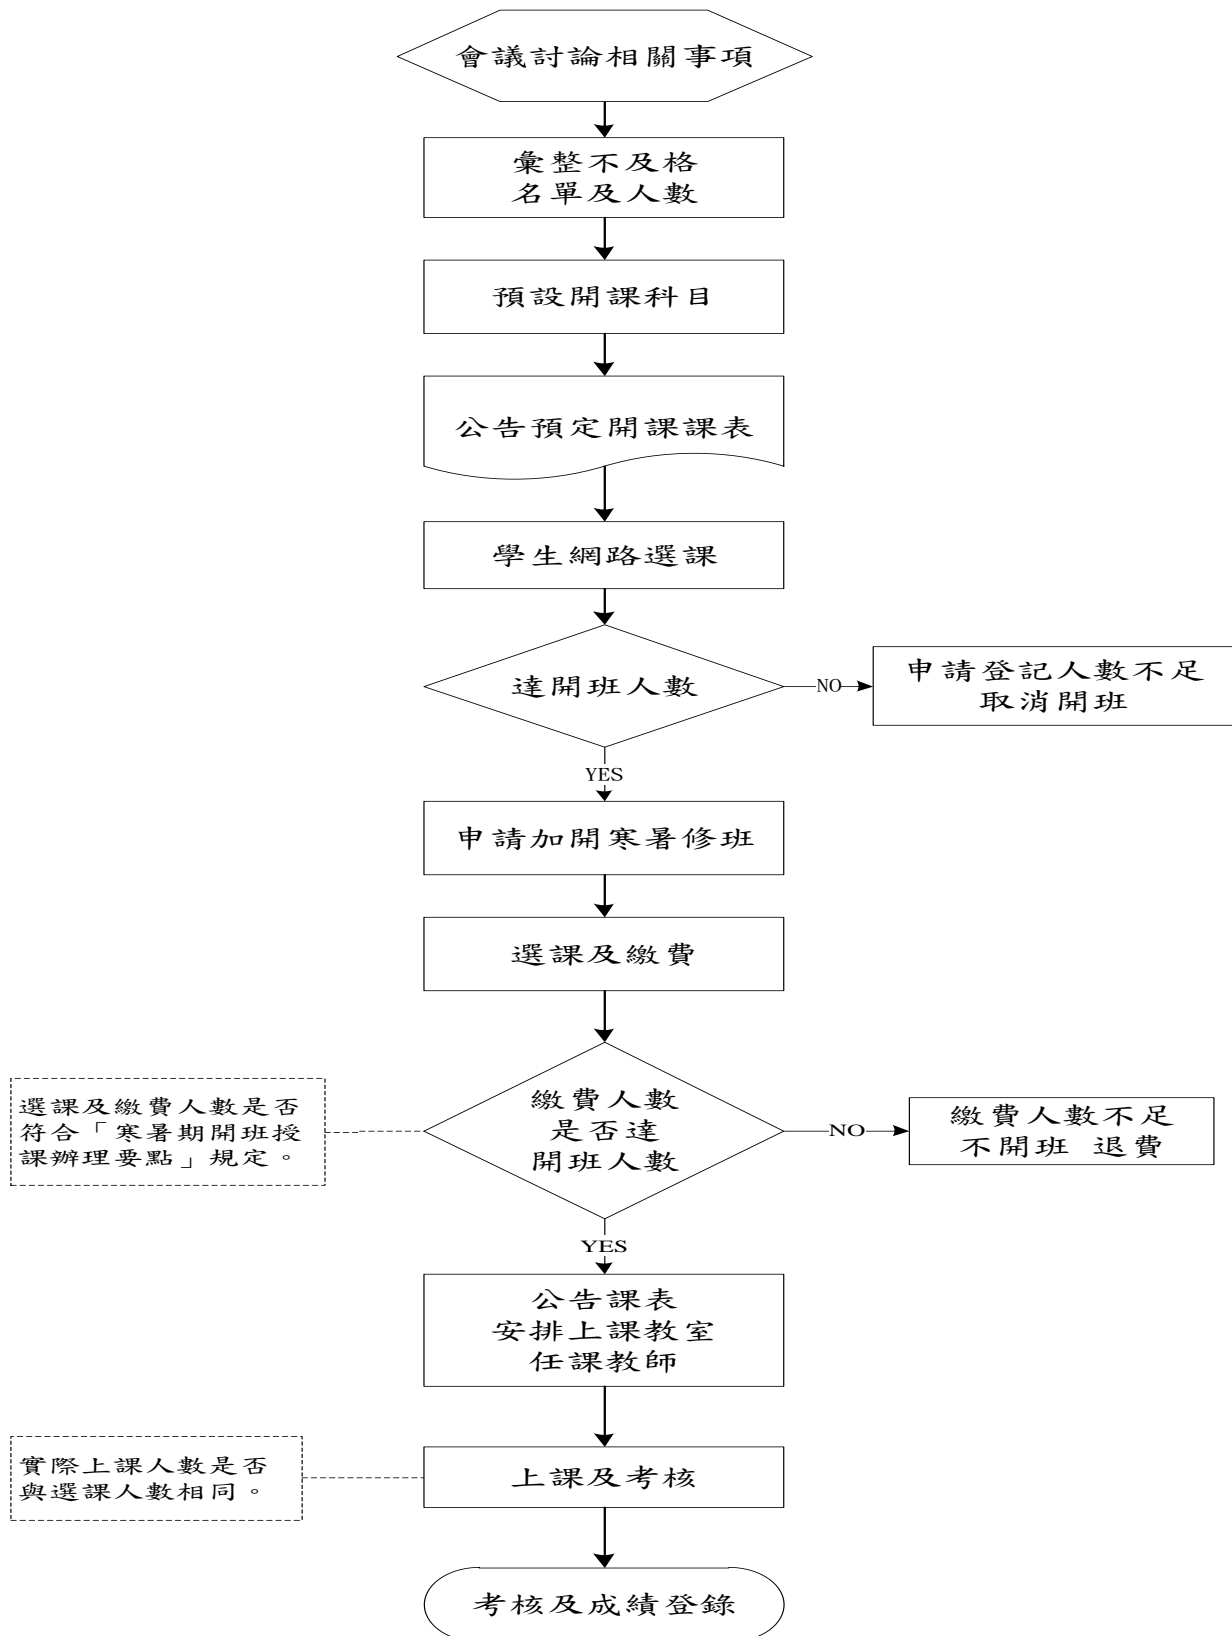 會議討論相關事項
彙整不及格
名單及人數
預設開課科目
公告預定開課課表
學生網路選課
達開班人數
NO
申請登記人數不足
取消開班
YES
申請加開寒暑修班
選課及繳費
選課及繳費人數是否
符合「寒暑期開班授
課辦理要點」規定。
繳費人數
是否達
開班人數
NO
繳費人數不足
不開班 退費
YES
公告課表
安排上課教室
任課教師
實際上課人數是否
與選課人數相同。
上課及考核
考核及成績登錄